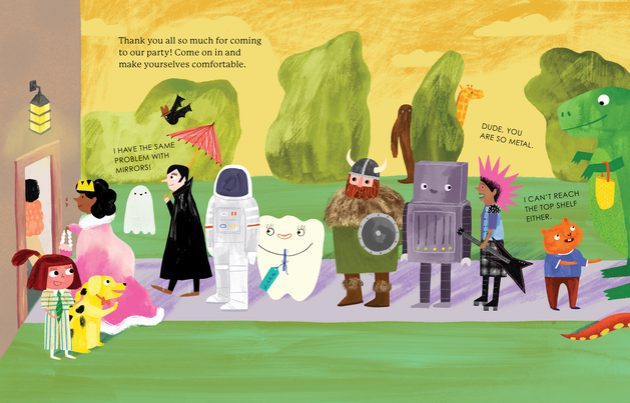 Thank you all so much for coming
to our party! Come on in and
make yourselves comfortable.
I HAVE THE SAME
PROBLEM WITH
MIRRORS!
DUDE, YOU
ARE SO METAL.
I CAN'T REACH
THE TOP SHELF
EITHER.